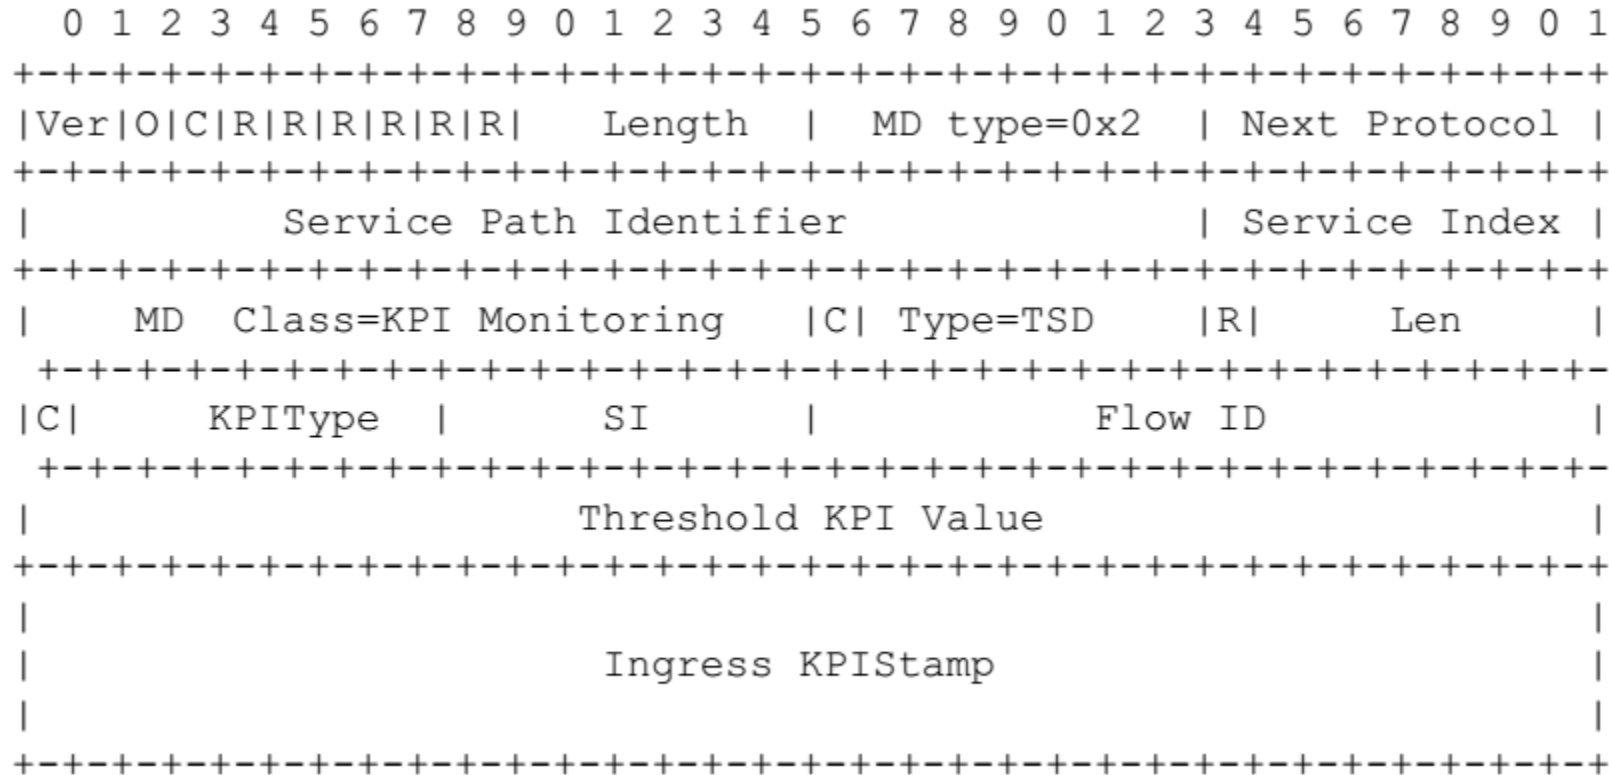 0 1 2 3 4 5 6 7 8 9 0 1 2 3 4 5 6 7 8 9 0 1 2 3 4 5 6 7 8 9 0 1
+-+-+-+-+-+-+-+-+-+-+-+-+-+-+-+-+-+-+-+-+-+-+-+-+-+-+-+-+-+-+-+-+
|Ver|O|C|R|R|R|R|R|R|   Length  |  MD type=0x2  | Next Protocol |
+-+-+-+-+-+-+-+-+-+-+-+-+-+-+-+-+-+-+-+-+-+-+-+-+-+-+-+-+-+-+-+-+
|          Service Path Identifier              | Service Index |
+-+-+-+-+-+-+-+-+-+-+-+-+-+-+-+-+-+-+-+-+-+-+-+-+-+-+-+-+-+-+-+-+
|    MD  Class=KPI Monitoring   |C| Type=TSD    |R|     Len     |
 +-+-+-+-+-+-+-+-+-+-+-+-+-+-+-+-+-+-+-+-+-+-+-+-+-+-+-+-+-+-+-+-
|C|     KPIType  |      SI      |           Flow ID             |
 +-+-+-+-+-+-+-+-+-+-+-+-+-+-+-+-+-+-+-+-+-+-+-+-+-+-+-+-+-+-+-+-
|                      Threshold KPI Value                      |
+-+-+-+-+-+-+-+-+-+-+-+-+-+-+-+-+-+-+-+-+-+-+-+-+-+-+-+-+-+-+-+-+
|                                                               |
|                       Ingress KPIStamp                        |
|                                                               |
+-+-+-+-+-+-+-+-+-+-+-+-+-+-+-+-+-+-+-+-+-+-+-+-+-+-+-+-+-+-+-+-+